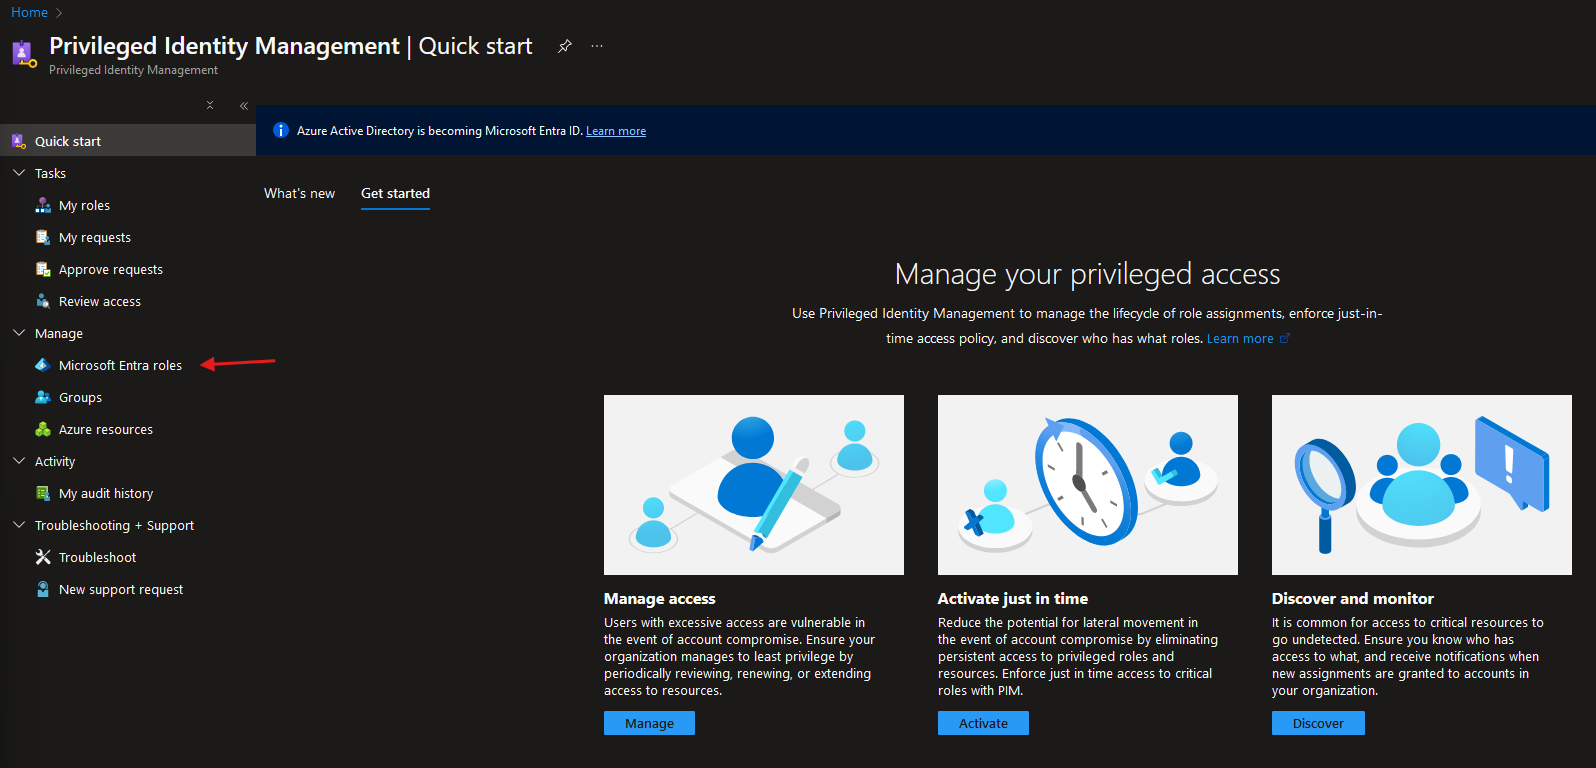 Home
Privileged Identity Management | Quick start
Privileged Identity Management
Azure Active Directory is becoming Microsoft Entra ID. Learn more
Quick start
Tasks
My roles
My requests
Approve requests
Review access
Manage
Microsoft Entra roles
Groups
Azure resources
Activity
My audit history
Troubleshooting + Support
Troubleshoot
New support request
What's new
Get started
Manage your privileged access
Use Privileged Identity Management to manage the lifecycle of role assignments, enforce just-in-
time access policy, and discover who has what roles. Learn more
Manage access
Users with excessive access are vulnerable in
the event of account compromise. Ensure your
organization manages to least privilege by
periodically reviewing, renewing, or extending
access to resources.
Manage
Activate just in time
Reduce the potential for lateral movement in
the event of account compromise by eliminating
persistent access to privileged roles and
resources. Enforce just in time access to critical
roles with PIM.
Activate
Discover and monitor
It is common for access to critical resources to
go undetected. Ensure you know who has
access to what, and receive notifications when
new assignments are granted to accounts in
your organization.
Discover